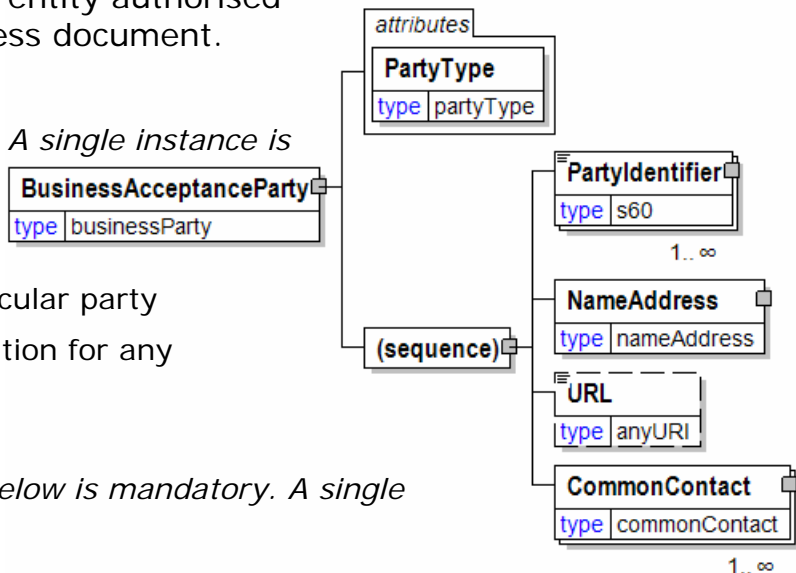 entity authorised
ess document.
A single instance is
BusinessAcceptanceParty
type businessParty
cular party
tion for any
elow is mandatory. A single
attributes
PartyType
type partyType
(sequence)
PartyIdentifier
type s60
1.. ∞
NameAddress
type nameAddress
URL
type anyURI
CommonContact
type commonContact
1.. ∞